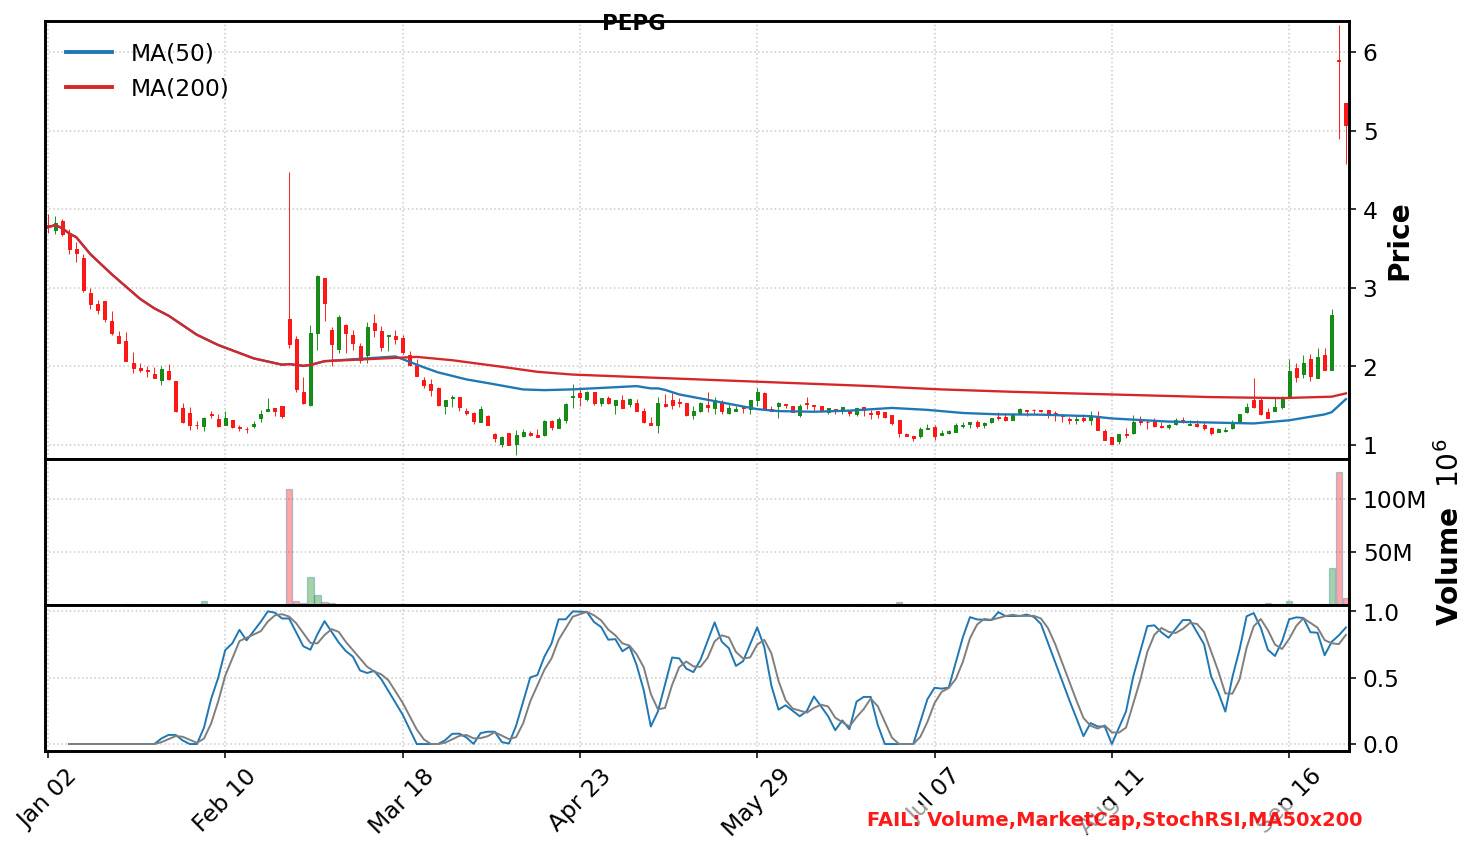 PEPG
MA(50)
MA(200)
6
5
4
3
2
1
Price
100M
50M
Volume 10^6
1.0
0.5
0.0
Jan 02
Feb 10
Mar 18
Apr 23
May 29
Jul 07
Aug 11
Sep 16
FAIL: Volume,MarketCap,StochRSI,MA50x200